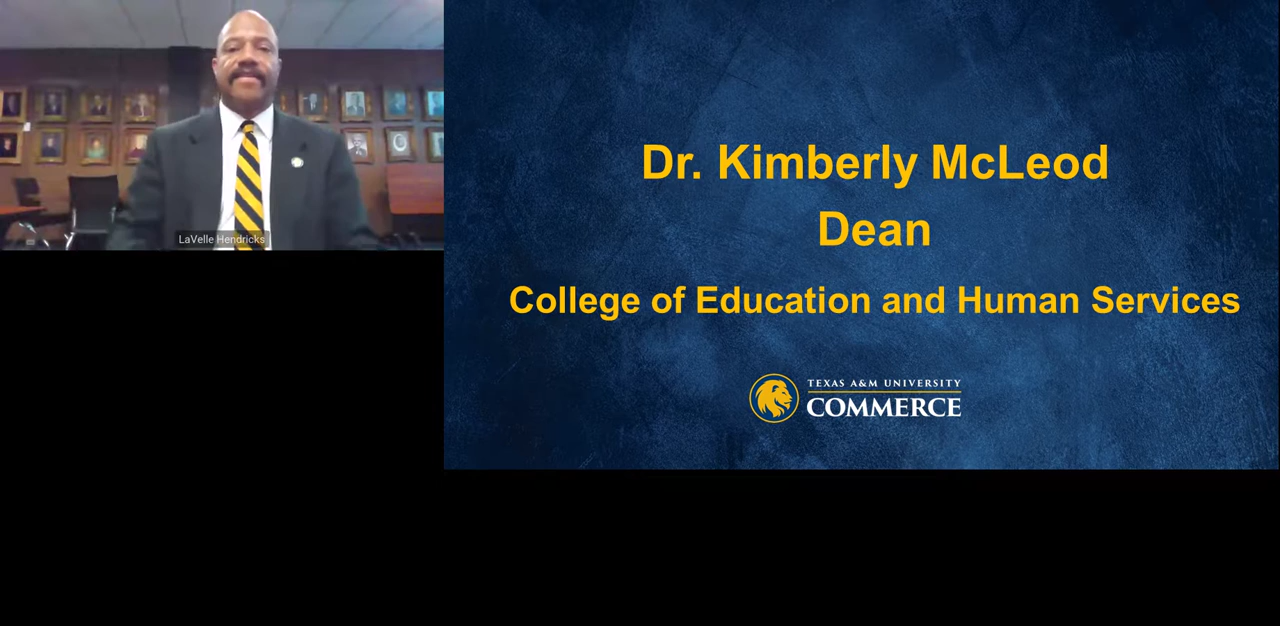 LaVelle Hendricks
Dr. Kimberly McLeod
Dean
College of Education and Human Services
TEXAS A&M UNIVERSITY
COMMERCE